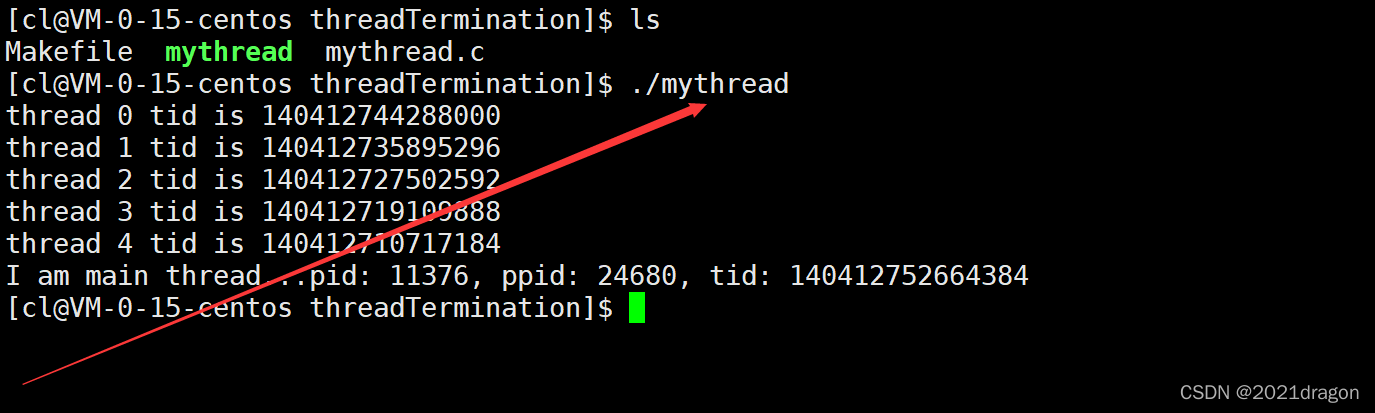 [cl@VM-0-15-centos threadTermination]$ ls
Makefile  mythread  mythread.c
[cl@VM-0-15-centos threadTermination]$ ./mythread
thread 0 tid is 140412744288000
thread 1 tid is 140412735895296
thread 2 tid is 140412727502592
thread 3 tid is 140412719109888
thread 4 tid is 140412710717184
I am main thread...pid: 11376, ppid: 24680, tid: 140412752664384
[cl@VM-0-15-centos threadTermination]$
CSDN @2021dragon